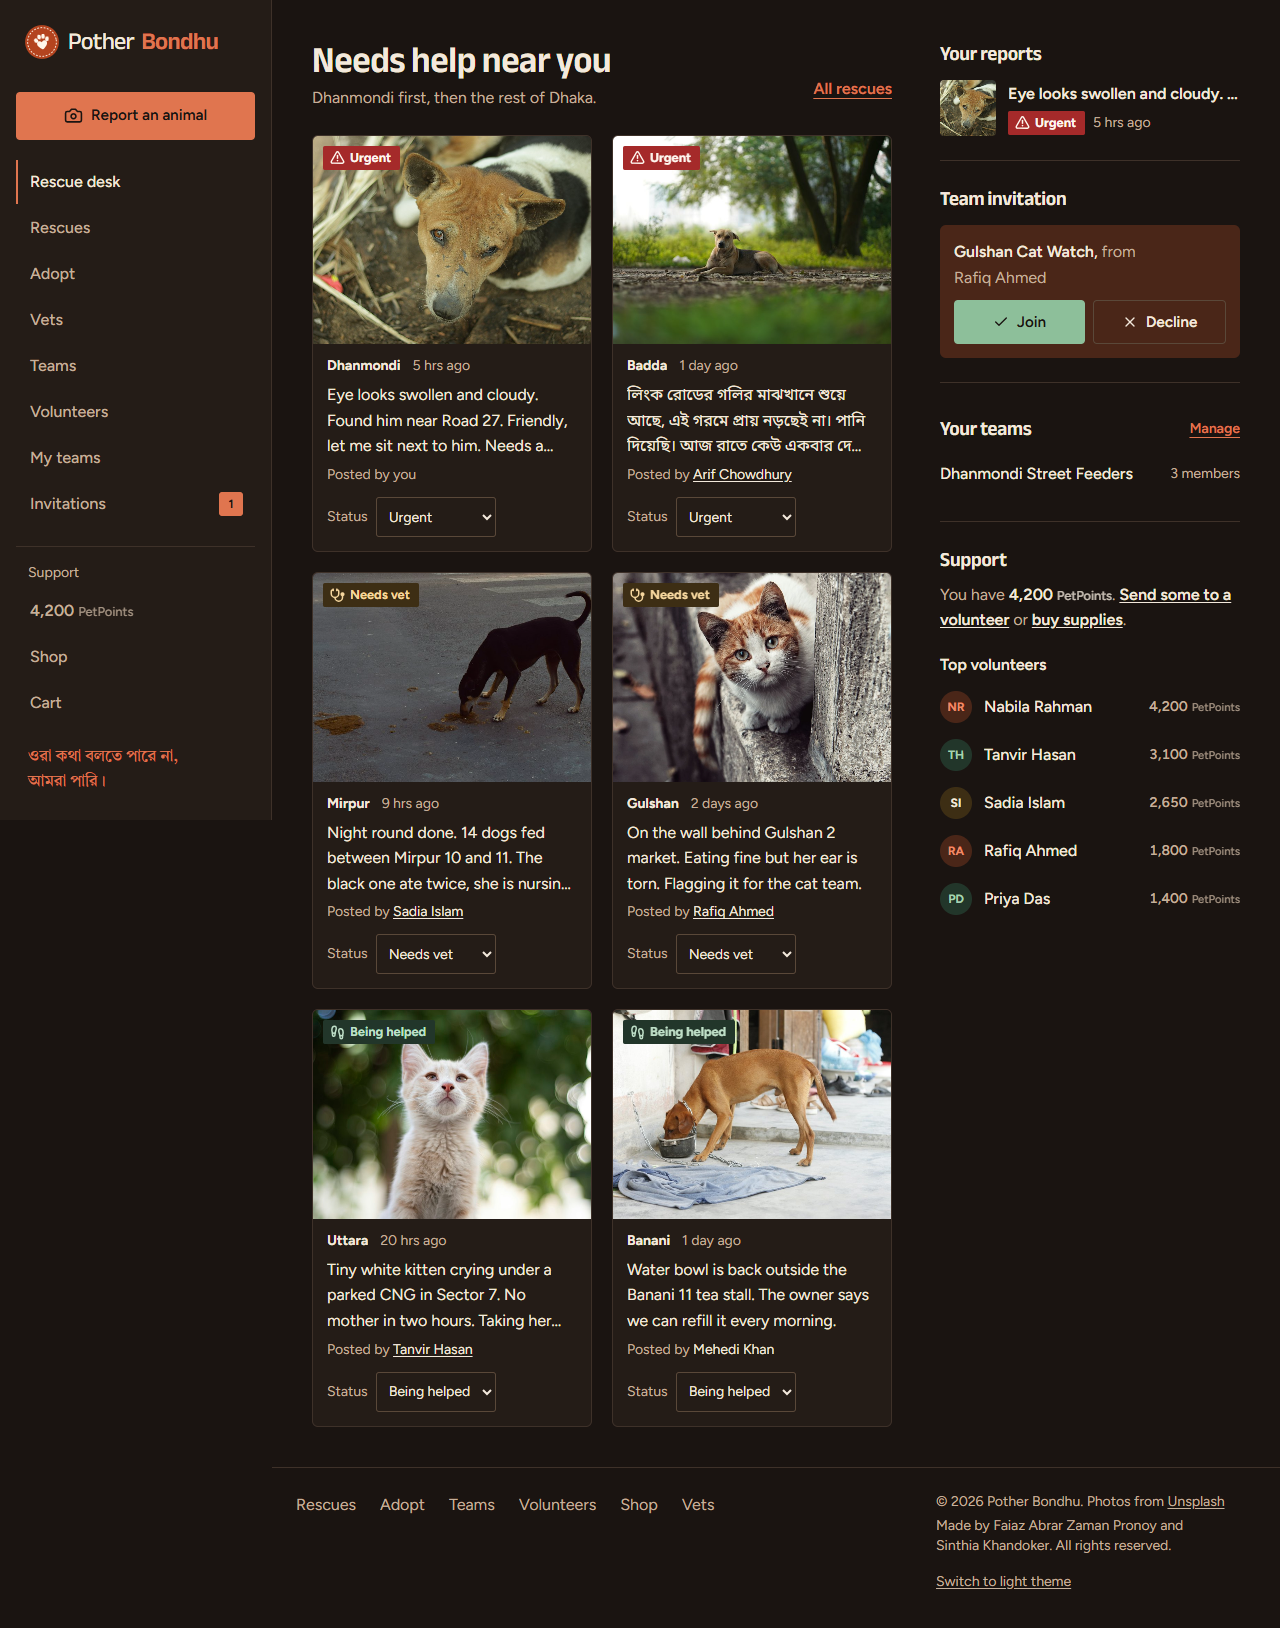 Pother Bondhu
Report an animal
Rescue desk
Rescues
Adopt
Vets
Teams
Volunteers
My teams
Invitations 1
Support
4,200 PetPoints
Shop
Cart
ওরা কথা বলতে পারে না,
আমরা পারি।
Needs help near you
Dhanmondi first, then the rest of Dhaka.
All rescues
Urgent
Dhanmondi 5 hrs ago
Eye looks swollen and cloudy.
Found him near Road 27. Friendly,
let me sit next to him. Needs a...
Posted by you
Status Urgent
Urgent
Badda 1 day ago
লিংক রোডের গলির মাঝখানে শুয়ে
আছে, এই গরমে প্রায় নড়ছেই না। পানি
দিয়েছি। আজ রাতে কেউ একবার দে...
Posted by Arif Chowdhury
Status Urgent
Needs vet
Mirpur 9 hrs ago
Night round done. 14 dogs fed
between Mirpur 10 and 11. The
black one ate twice, she is nursin...
Posted by Sadia Islam
Status Needs vet
Needs vet
Gulshan 2 days ago
On the wall behind Gulshan 2
market. Eating fine but her ear is
torn. Flagging it for the cat team.
Posted by Rafiq Ahmed
Status Needs vet
Being helped
Uttara 20 hrs ago
Tiny white kitten crying under a
parked CNG in Sector 7. No
mother in two hours. Taking her...
Posted by Tanvir Hasan
Status Being helped
Being helped
Banani 1 day ago
Water bowl is back outside the
Banani 11 tea stall. The owner says
we can refill it every morning.
Posted by Mehedi Khan
Status Being helped
Your reports
Eye looks swollen and cloudy. ...
Urgent 5 hrs ago
Team invitation
Gulshan Cat Watch, from
Rafiq Ahmed
Join Decline
Your teams Manage
Dhanmondi Street Feeders 3 members
Support
You have 4,200 PetPoints. Send some to a
volunteer or buy supplies.
Top volunteers
NR Nabila Rahman 4,200 PetPoints
TH Tanvir Hasan 3,100 PetPoints
SI Sadia Islam 2,650 PetPoints
RA Rafiq Ahmed 1,800 PetPoints
PD Priya Das 1,400 PetPoints
Rescues Adopt Teams Volunteers Shop Vets
© 2026 Pother Bondhu. Photos from Unsplash
Made by Faiaz Abrar Zaman Pronoy and
Sinthia Khandoker. All rights reserved.
Switch to light theme